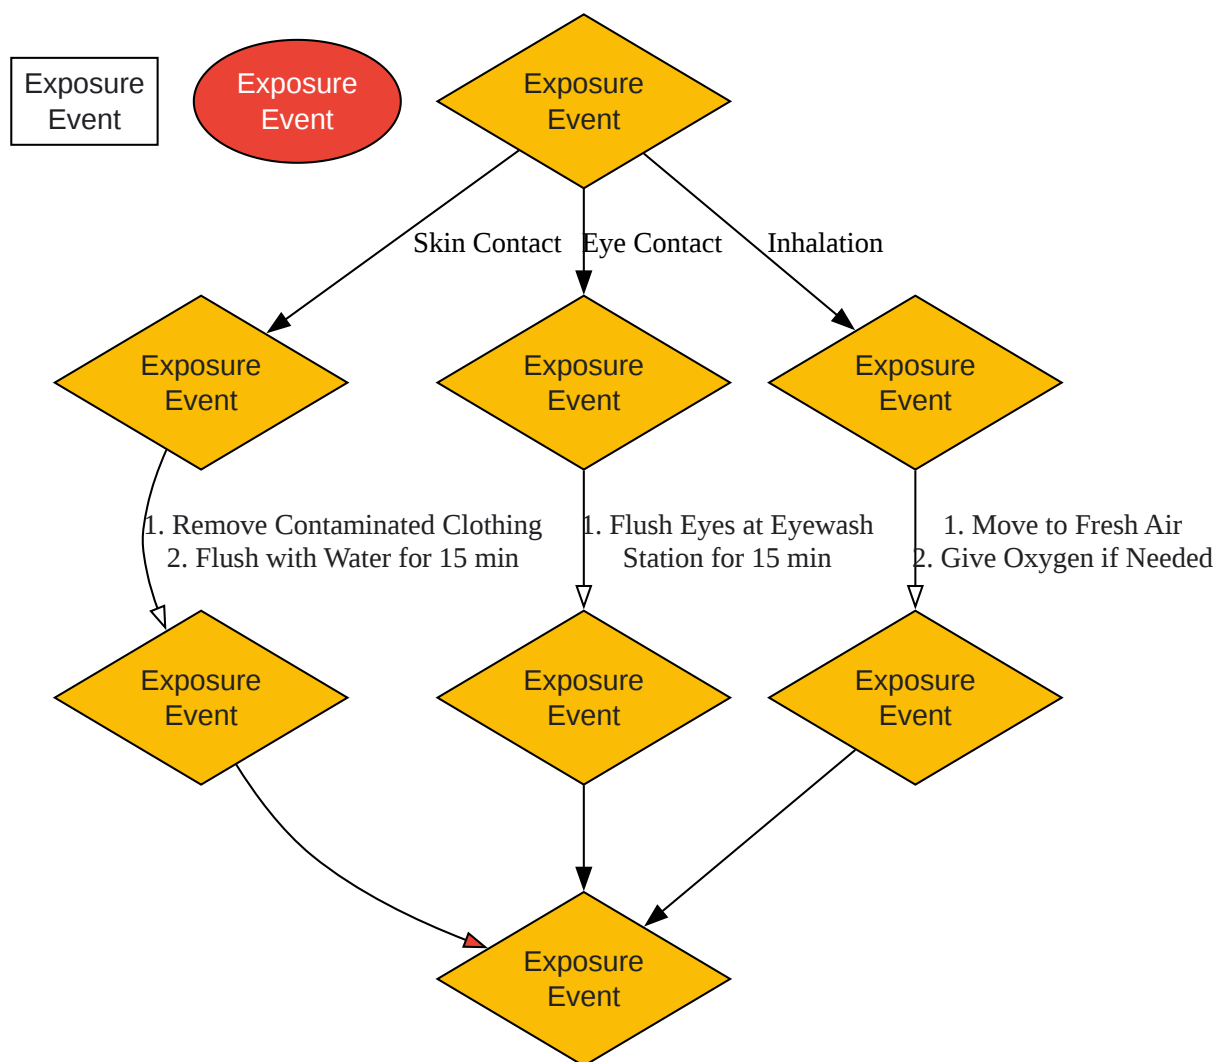 Exposure
Event
Exposure
Event
Exposure
Event
Skin Contact
Eye Contact
Inhalation
Exposure
Event
Exposure
Event
Exposure
Event
1. Remove Contaminated Clothing
2. Flush with Water for 15 min
1. Flush Eyes at Eyewash
Station for 15 min
1. Move to Fresh Air
2. Give Oxygen if Needed
Exposure
Event
Exposure
Event
Exposure
Event
Exposure
Event